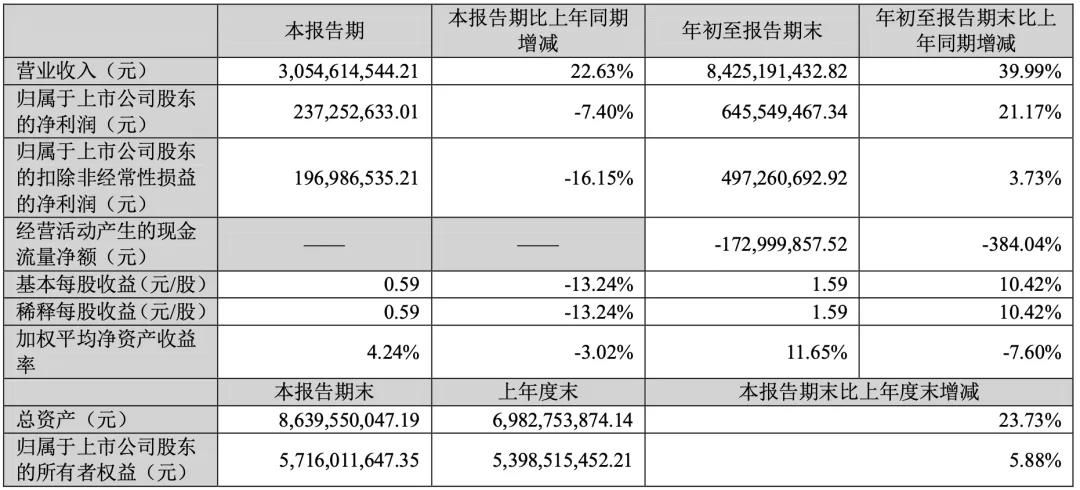 本报告期
本报告期比上年同期
增减
年初至报告期末
年初至报告期末比上
年同期增减
营业收入（元）
3,054,614,544.21
22.63%
8,425,191,432.82
39.99%
归属于上市公司股东
的净利润（元）
237,252,633.01
-7.40%
645,549,467.34
21.17%
归属于上市公司股东
的扣除非经常性损益
的净利润（元）
196,986,535.21
-16.15%
497,260,692.92
3.73%
经营活动产生的现金
流量净额（元）
——
——
-172,999,857.52
-384.04%
基本每股收益（元/股）
0.59
-13.24%
1.59
10.42%
稀释每股收益（元/股）
0.59
-13.24%
1.59
10.42%
加权平均净资产收益
率
4.24%
-3.02%
11.65%
-7.60%
本报告期末
上年度末
本报告期末比上年度末增减
总资产（元）
8,639,550,047.19
6,982,753,874.14
23.73%
归属于上市公司股东
的所有者权益（元）
5,716,011,647.35
5,398,515,452.21
5.88%